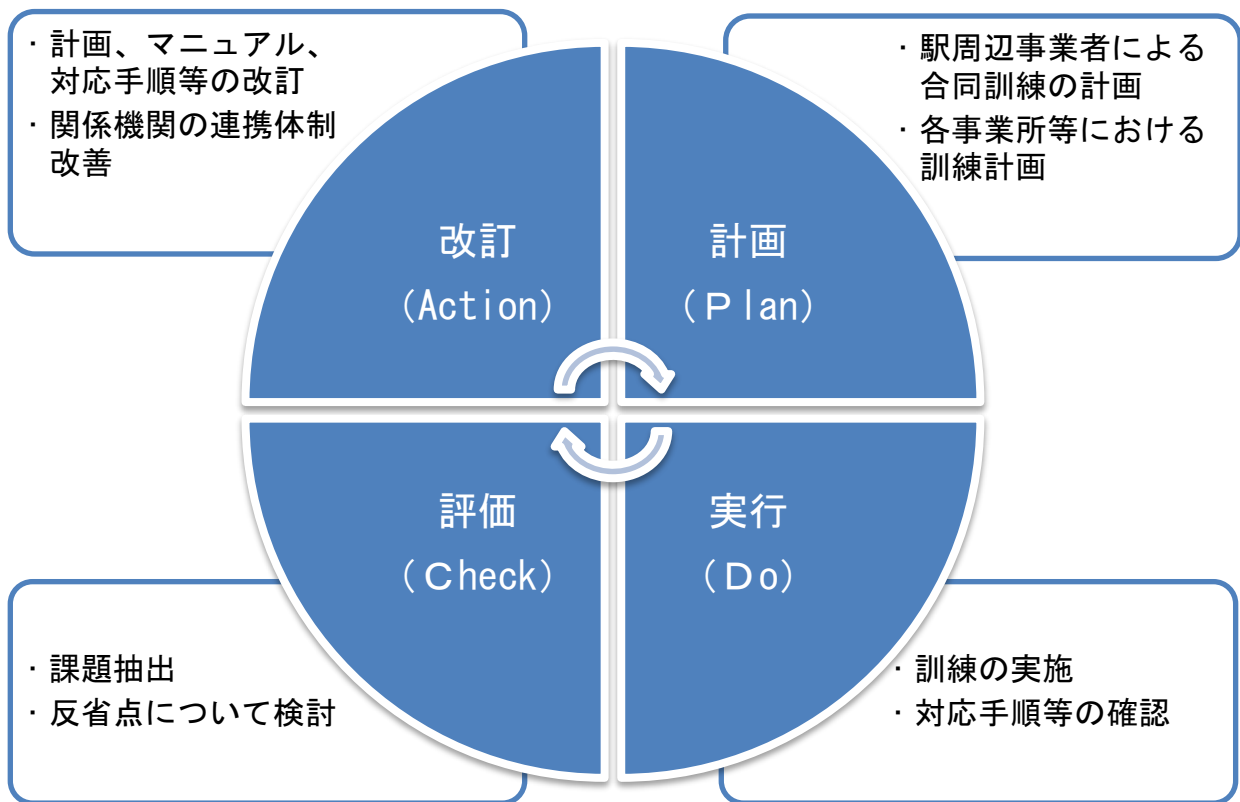 ・計画、マニュアル、
対応手順等の改訂
・関係機関の連携体制
改善
・駅周辺事業者による
合同訓練の計画
・各事業所等における
訓練計画
改訂
(Action)
計画
(Ｐlan)
評価
(Ｃheck)
実行
(Ｄo)
・課題抽出
・反省点について検討
・訓練の実施
・対応手順等の確認